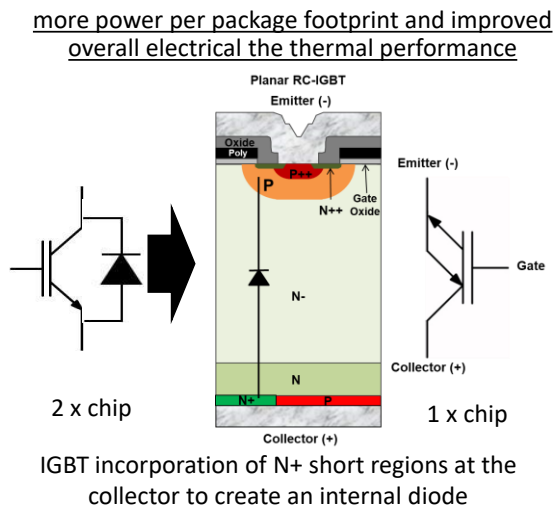 more power per package footprint and improved
overall electrical the thermal performance
Planar RC-IGBT
Emitter (-)
Oxide
Poly
P++
P
N++
Gate
Oxide
Emitter (-)
Gate
N-
Collector (+)
N
N+
P
2 x chip
1 x chip
Collector (+)
IGBT incorporation of N+ short regions at the
collector to create an internal diode